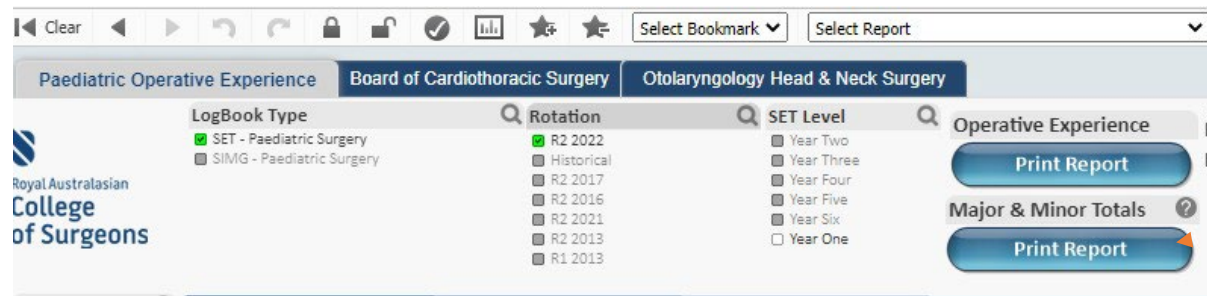 Clear Select Bookmark Select Report
Paediatric Operative Experience Board of Cardiothoracic Surgery Otolaryngology Head & Neck Surgery
LogBook Type
SET - Paediatric Surgery
SIMG - Paediatric Surgery
Rotation
R2 2022
Historical
R2 2017
R2 2016
R2 2021
R2 2013
R1 2013
SET Level
Year Two
Year Three
Year Four
Year Five
Year Six
Year One
Operative Experience
Print Report
Major & Minor Totals ?
Print Report
Royal Australasian
College
of Surgeons